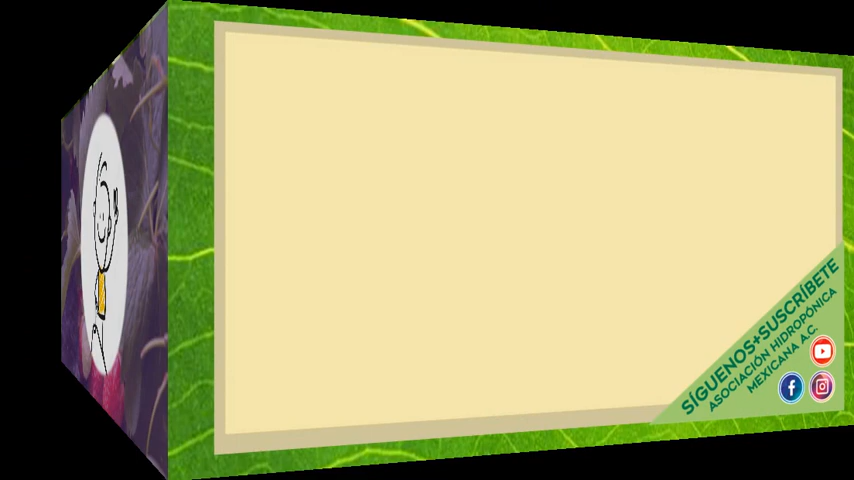 SÍGUENOS+SUSCRÍBETE
ASOCIACIÓN HIDROPÓNICA
MEXICANA A.C.